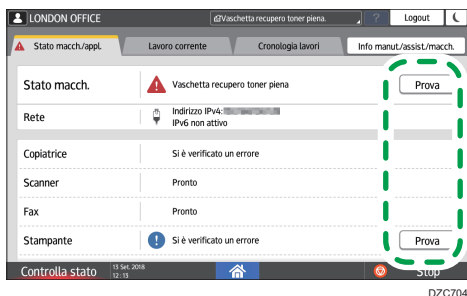 LONDON OFFICE
Vaschetta recupero toner piena.
?
Logout
Stato macch./appl.
Lavoro corrente
Cronologia lavori
Info manut./assist./macch.
Stato macch.
Vaschetta recupero toner piena
Prova
Rete
Indirizzo IPv4:
IPv6 non attivo
Copiatrice
Si è verificato un errore
Scanner
Pronto
Fax
Pronto
Stampante
Si è verificato un errore
Prova
Controlla stato
13 Set. 2018
12:13
Stop
DZC704